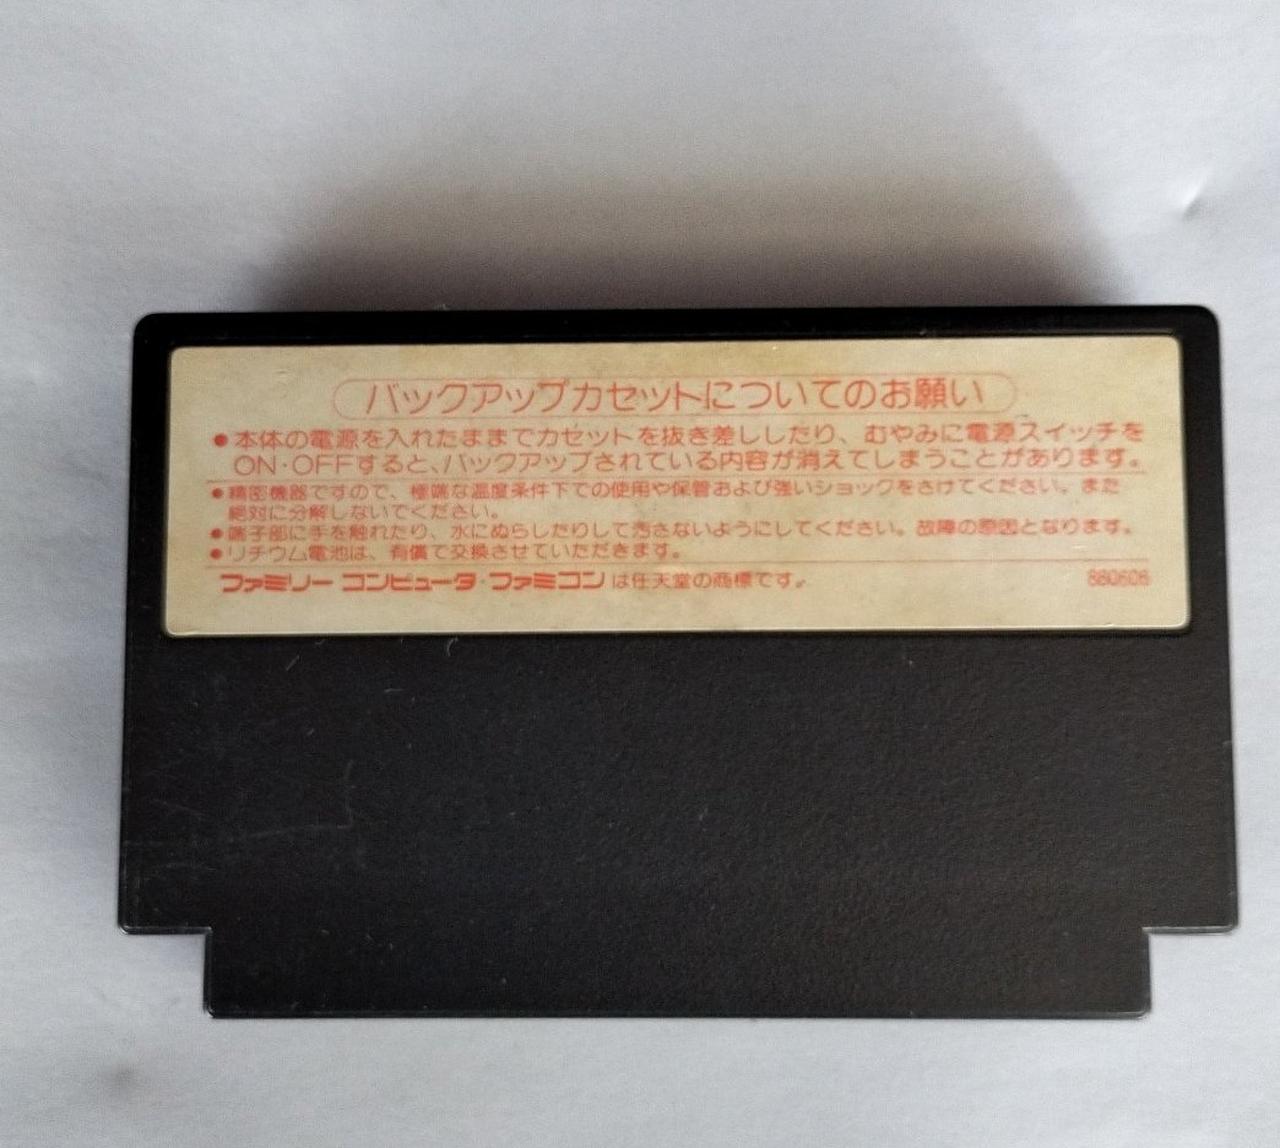 バックアップカセットについてのお願い
●本体の電源を入れたままでカセットを抜き差ししたり、むやみに電源スイッチを
ON・OFFすると、バックアップされている内容が消えてしまうことがあります。
●精密機器ですので、極端な温度条件下での使用や保管および強いショックをさけてください。また
絶対に分解しないでください。
●端子部に手を触れたり、水にぬらしたりして汚さないようにしてください。故障の原因となります。
●リチウム電池は、有償で交換させていただきます。
ファミリー コンピュータ・ファミコン は任天堂の商標です。 880606